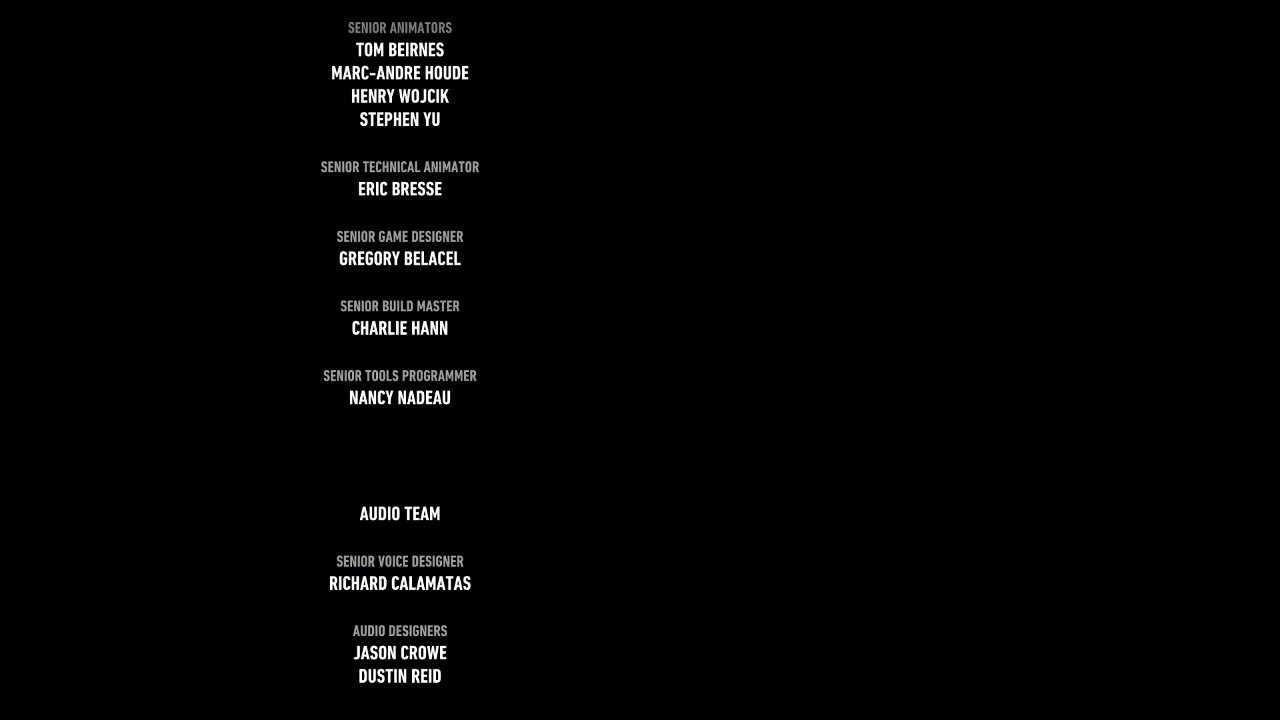 SENIOR ANIMATORS
TOM BEIRNES
MARC-ANDRE HOUDE
HENRY WOJCIK
STEPHEN YU
SENIOR TECHNICAL ANIMATOR
ERIC BRESSE
SENIOR GAME DESIGNER
GREGORY BELACEL
SENIOR BUILD MASTER
CHARLIE HANN
SENIOR TOOLS PROGRAMMER
NANCY NADEAU
AUDIO TEAM
SENIOR VOICE DESIGNER
RICHARD CALAMATAS
AUDIO DESIGNERS
JASON CROWE
DUSTIN REID